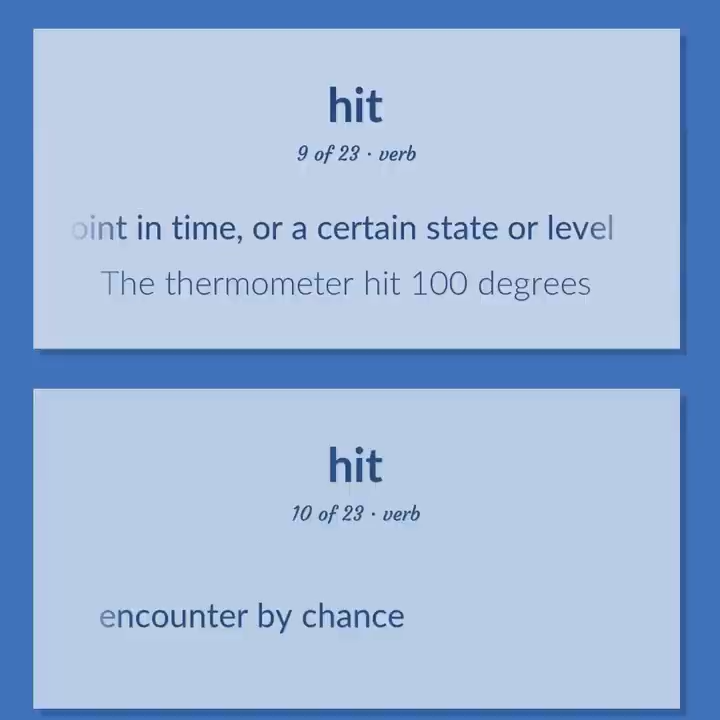 hit
9 of 23 · verb
oint in time, or a certain state or level
The thermometer hit 100 degrees
hit
10 of 23 · verb
encounter by chance